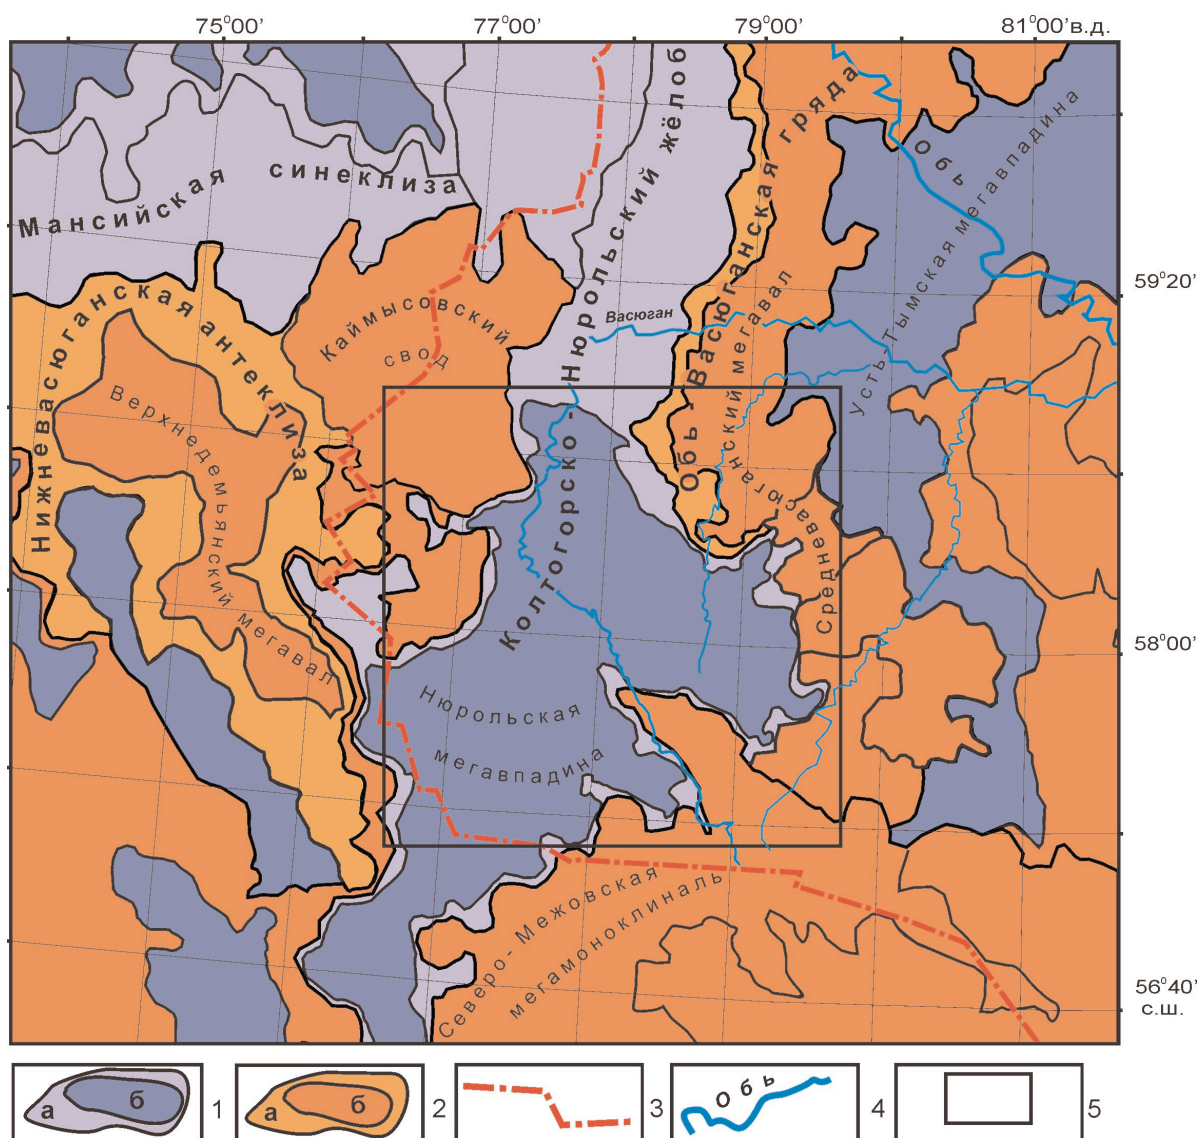 75°00' 77°00' 79°00' 81°00' в.д.
Мансийская синеклиза
Колтогорско - Нюрольский жёлоб
Обь - Васюганская гряда
Обь
Усть-Тымская мегавпадина
59°20'
Нижневасюганская антеклиза
Каймысовский
свод
Васюган
Средневасюганский мегавал
Верхнедемьянский мегавал
58°00'
Нюрольская
мегавпадина
Северо-Межовская
мегамоноклиналь
56°40'
с.ш.
а б 1
а б 2
3
Обь 4
5